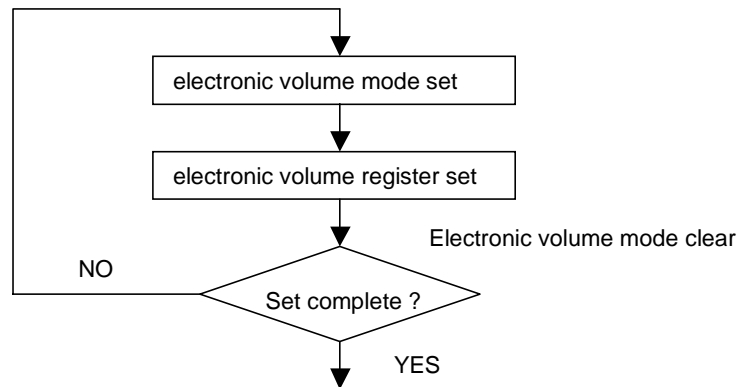 electronic volume mode set
electronic volume register set
Electronic volume mode clear
NO
Set complete ?
YES